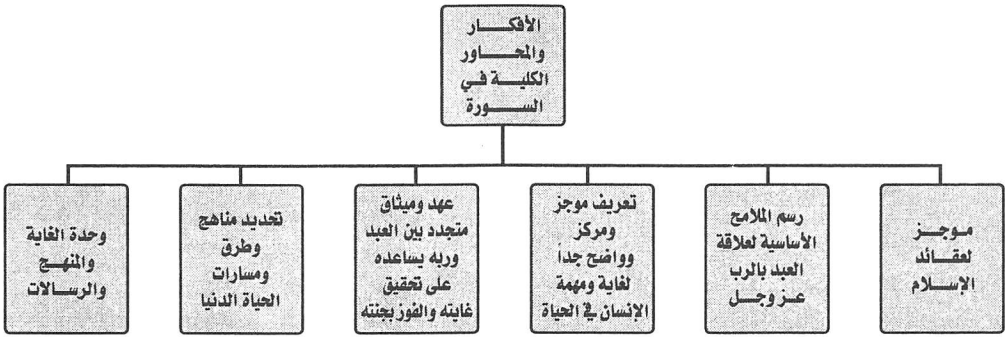 الأفكار
والمحاور
الكلية في
السورة
موجز
لعقائد
الإسلام
رسم الملامح
الأساسية لعلاقة
العبد بالرب
عز وجل
تعريف موجز
ومركز
وواضح جداً
لغاية ومهمة
الإنسان في الحياة
عهد وميثاق
متجدد بين العبد
وربه يساعده
على تحقيق
غايته والفوز بجنته
تحديد مناهج
وطرق
ومسارات
الحياة الدنيا
وحدة الغاية
والمنهج
والرسالات